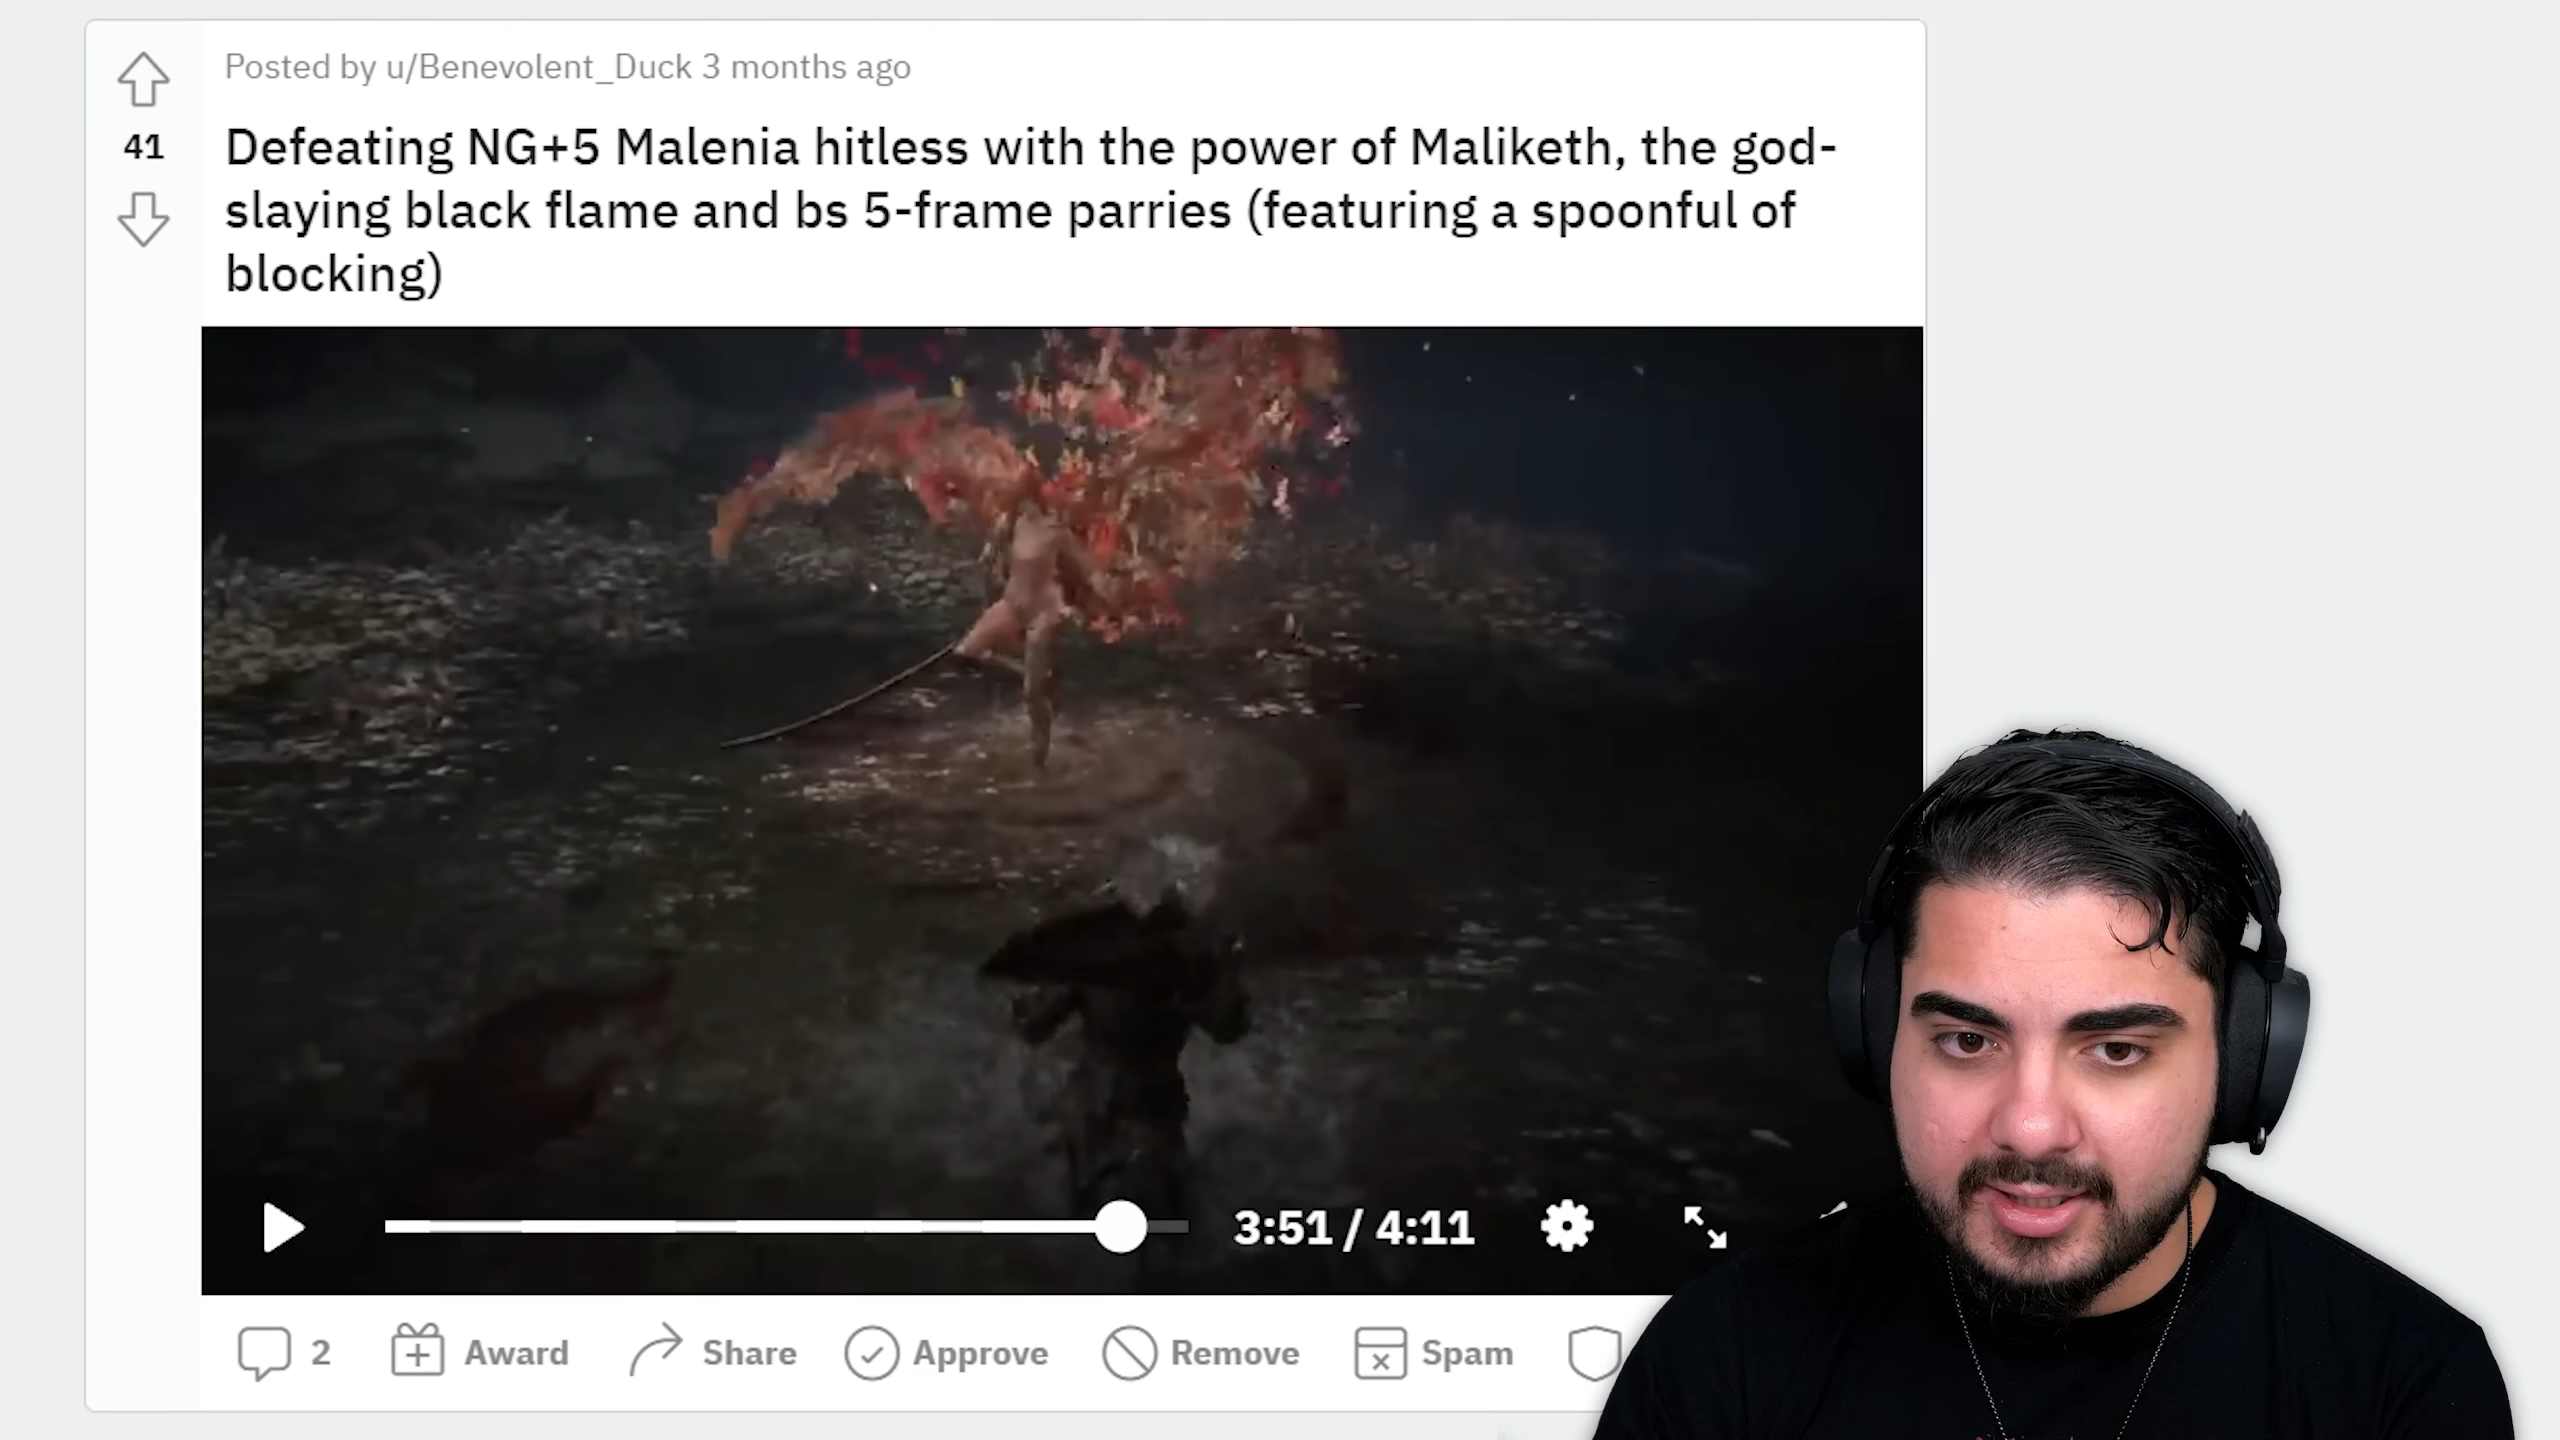 Posted by u/Benevolent_Duck 3 months ago
41
Defeating NG+5 Malenia hitless with the power of Maliketh, the god-
slaying black flame and bs 5-frame parries (featuring a spoonful of
blocking)
3:51 / 4:11
2 Award Share Approve Remove Spam